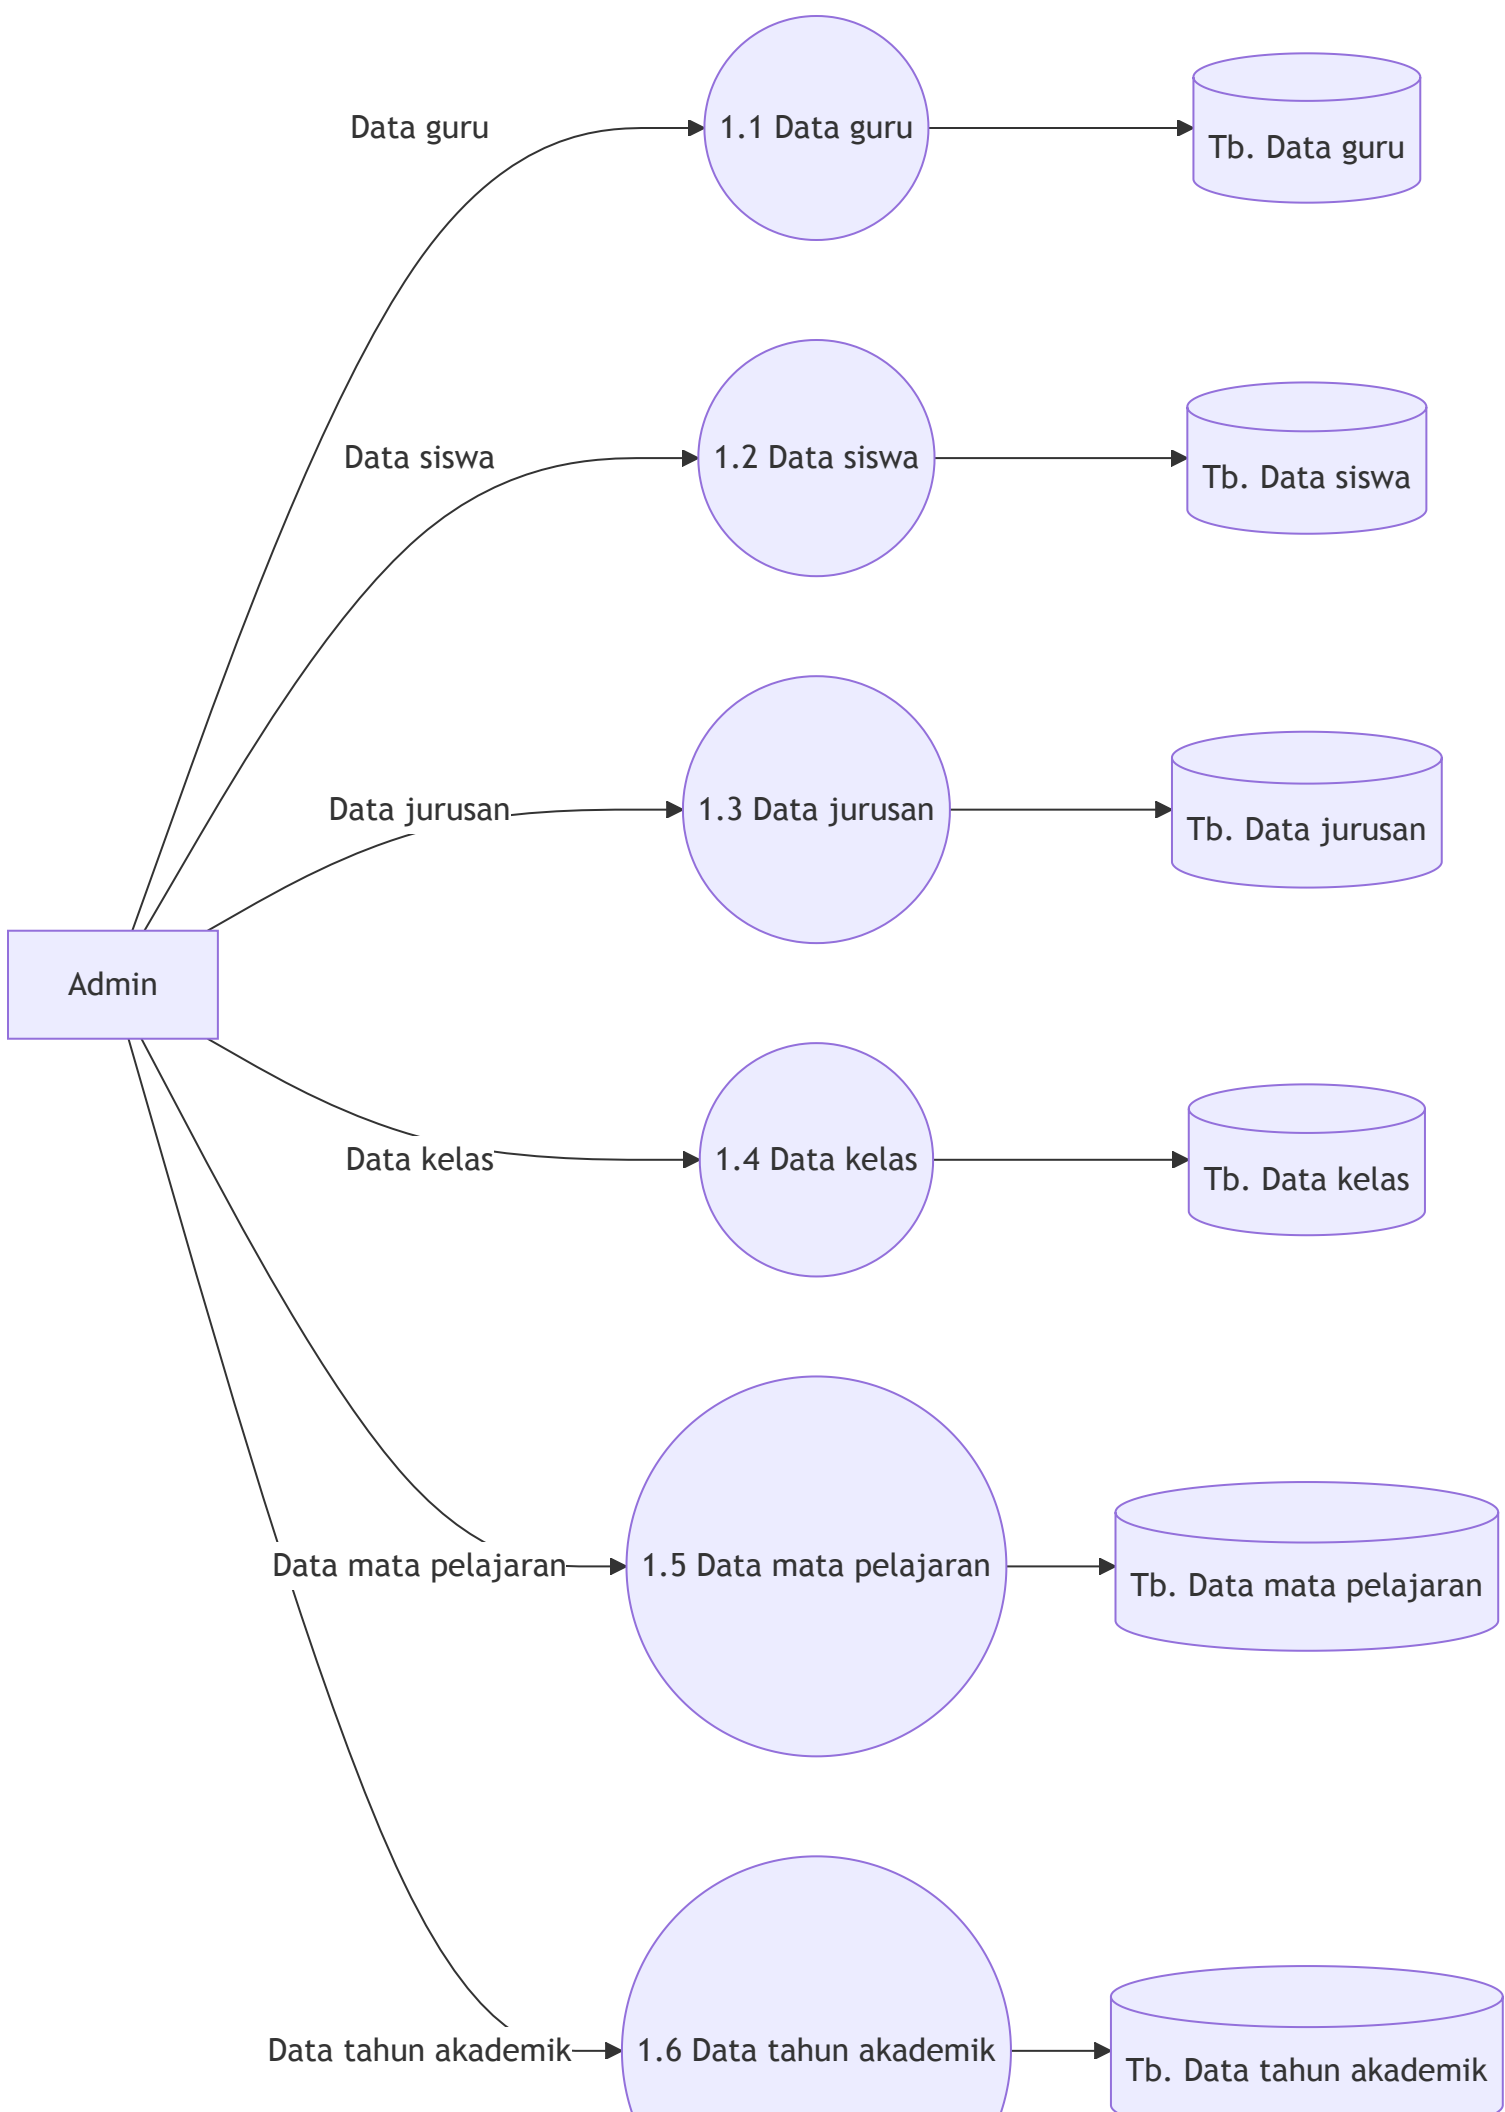 Data guru
1.1 Data guru
Tb. Data guru
Data siswa
1.2 Data siswa
Tb. Data siswa
Data jurusan
1.3 Data jurusan
Tb. Data jurusan
Admin
Data kelas
1.4 Data kelas
Tb. Data kelas
Data mata pelajaran
1.5 Data mata pelajaran
Tb. Data mata pelajaran
Data tahun akademik
1.6 Data tahun akademik
Tb. Data tahun akademik